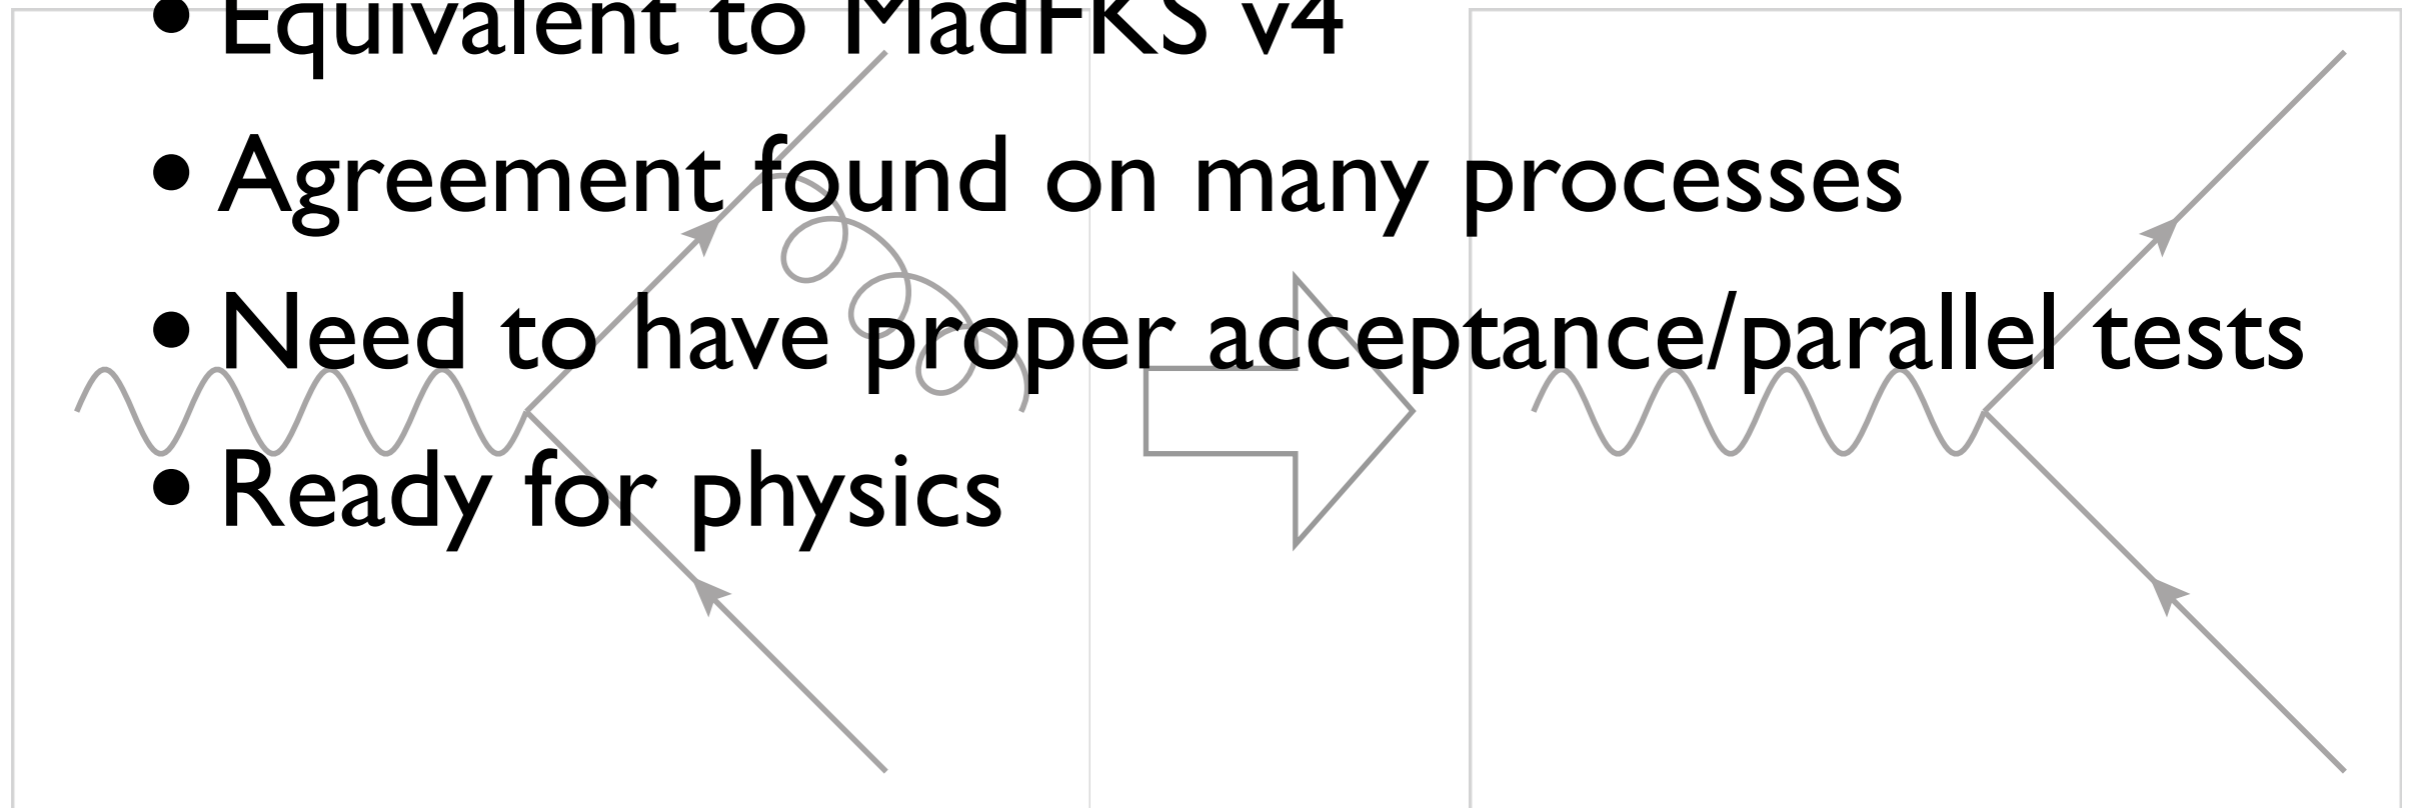 • Equivalent to MadFKS v4
• Agreement found on many processes
• Need to have proper acceptance/parallel tests
• Ready for physics